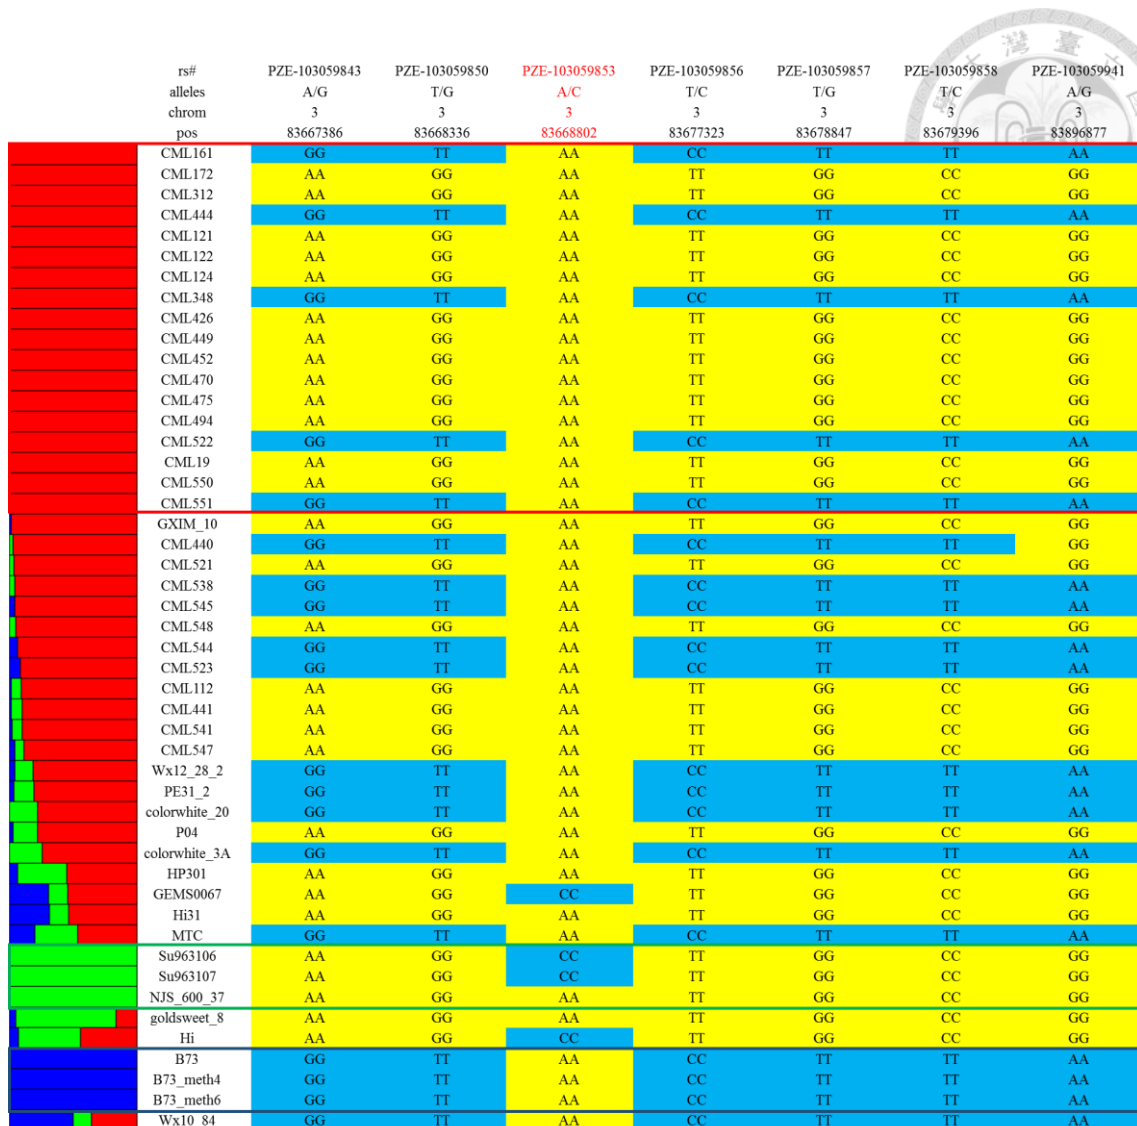 rs# PZE-103059843 PZE-103059850 PZE-103059853 PZE-103059856 PZE-103059857 PZE-103059858 PZE-103059941
alleles A/G T/G A/C T/C T/G T/C A/G
chrom 3 3 3 3 3 3 3
pos 83667386 83668336 83668802 83677323 83678847 83679396 83896877
CML161 GG TT AA CC TT TT AA
CML172 AA GG AA TT GG CC GG
CML312 AA GG AA TT GG CC GG
CML444 GG TT AA CC TT TT AA
CML121 AA GG AA TT GG CC GG
CML122 AA GG AA TT GG CC GG
CML124 AA GG AA TT GG CC GG
CML348 GG TT AA CC TT TT AA
CML426 AA GG AA TT GG CC GG
CML449 AA GG AA TT GG CC GG
CML452 AA GG AA TT GG CC GG
CML470 AA GG AA TT GG CC GG
CML475 AA GG AA TT GG CC GG
CML494 AA GG AA TT GG CC GG
CML522 GG TT AA CC TT TT AA
CML19 AA GG AA TT GG CC GG
CML550 AA GG AA TT GG CC GG
CML551 GG TT AA CC TT TT AA
GXIM_10 AA GG AA TT GG CC GG
CML440 GG TT AA CC TT TT GG
CML521 AA GG AA TT GG CC GG
CML538 GG TT AA CC TT TT AA
CML545 GG TT AA CC TT TT AA
CML548 AA GG AA TT GG CC GG
CML544 GG TT AA CC TT TT AA
CML523 GG TT AA CC TT TT AA
CML112 AA GG AA TT GG CC GG
CML441 AA GG AA TT GG CC GG
CML541 AA GG AA TT GG CC GG
CML547 AA GG AA TT GG CC GG
Wx12_28_2 GG TT AA CC TT TT AA
PE31_2 GG TT AA CC TT TT AA
colorwhite_20 GG TT AA CC TT TT AA
P04 AA GG AA TT GG CC GG
colorwhite_3A GG TT AA CC TT TT AA
HP301 AA GG AA TT GG CC GG
GEMS0067 AA GG CC TT GG CC GG
Hi31 AA GG AA TT GG CC GG
MTC GG TT AA CC TT TT AA
Su963106 AA GG CC TT GG CC GG
Su963107 AA GG CC TT GG CC GG
NJS_600_37 AA GG AA TT GG CC GG
goldsweet_8 AA GG AA TT GG CC GG
Hi AA GG CC TT GG CC GG
B73 GG TT AA CC TT TT AA
B73_meth4 GG TT AA CC TT TT AA
B73_meth6 GG TT AA CC TT TT AA
Wx10_84 GG TT AA CC TT TT AA
灣臺